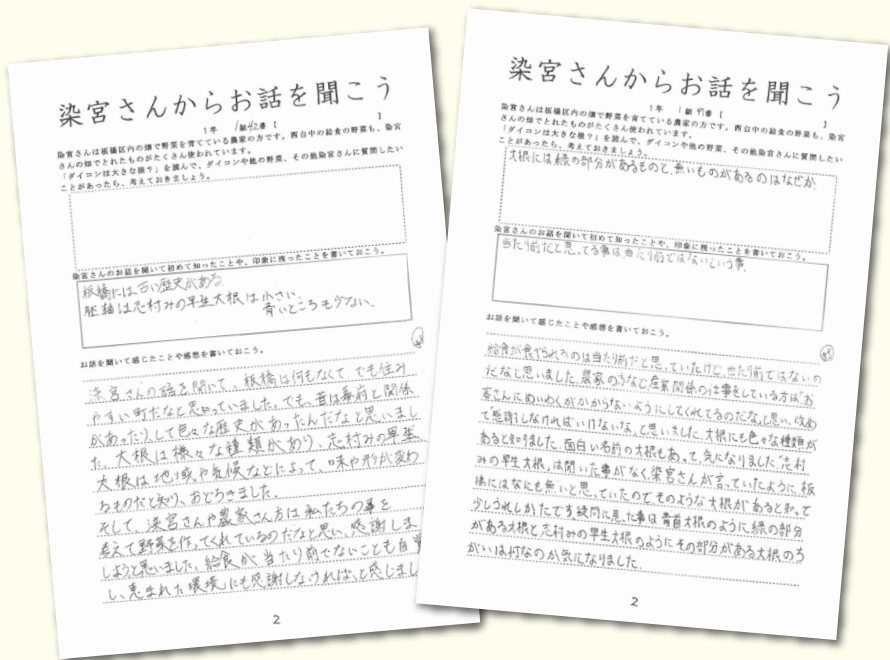 染宮さんからお話を聞こう
1年 1組42番【 】
染宮さんは板橋区内の畑で野菜を育てている農家の方です。西台中の給食の野菜も、染宮
さんの畑でとれたものがたくさん使われています。
「ダイコンは大きな根？」を読んで、ダイコンや他の野菜、その他染宮さんに質問したい
ことがあったら、考えておきましょう。
染宮さんのお話を聞いて初めて知ったことや、印象に残ったことを書いておこう。
板橋には古い歴史がある。
胚軸は志村みの早生大根は小さい。
青いところも少ない。
お話を聞いて感じたことや感想を書いておこう。
染宮さんの話を聞いて、板橋は何もなくて でも住み
やすい町だなと思っていました。でも、昔は幕府と関係
があったり、して色々な歴史があったんだなと思いまし
た。大根は様々な種類があり、志村みの早生
大根は地域や気候などによって、味や形が変わ
るものだと知り、おどろきました。
そして、染宮さんや農家さん方は私たちの事を
考えて野菜を作ってくれているのだなと思い、感謝しま
しようと思いました。給食が当たり前でないことも自
し、恵まれた環境にも感謝しなければ、と感じまし
2
染宮さんからお話を聞こう
1年 1組 番【 】
染宮さんは板橋区内の畑で野菜を育てている農家の方です。西台中の給食の野菜も、染宮
さんの畑でとれたものがたくさん使われています。
「ダイコンは大きな根？」を読んで、ダイコンや他の野菜、その他染宮さんに質問したい
ことがあったら、考えておきましょう。
大根には緑の部分があるものと、無いものがあるのはなぜか
染宮さんのお話を聞いて初めて知ったことや、印象に残ったことを書いておこう。
当たり前だと思ってる事は当たり前ではないという事。
お話を聞いて感じたことや感想を書いておこう。
給食が食べられるのは当たり前だと思っていたけど、当たり前ではないの
だなと思いました。農家の方など産業関係の仕事をしている方は「お
客さんにめいわくがかからないようにしてくれてるのだな」と思い、改め
て「感謝しなければいけないな」と思いました。大根にも色々な種類が
あると知りました。面白い名前の大根もあって気になりました「志村
みの早生大根」は聞いた事がなく染宮さんが言っていたように、板
橋にはなにも無いと思っていたのでそのような大根があると知って
少しうれしかたです疑問に思った事は青首大根のように緑の部分
がある大根と志村みの早生大根のようにその部分がある大根のち
がいは何なのか気になりました。
2